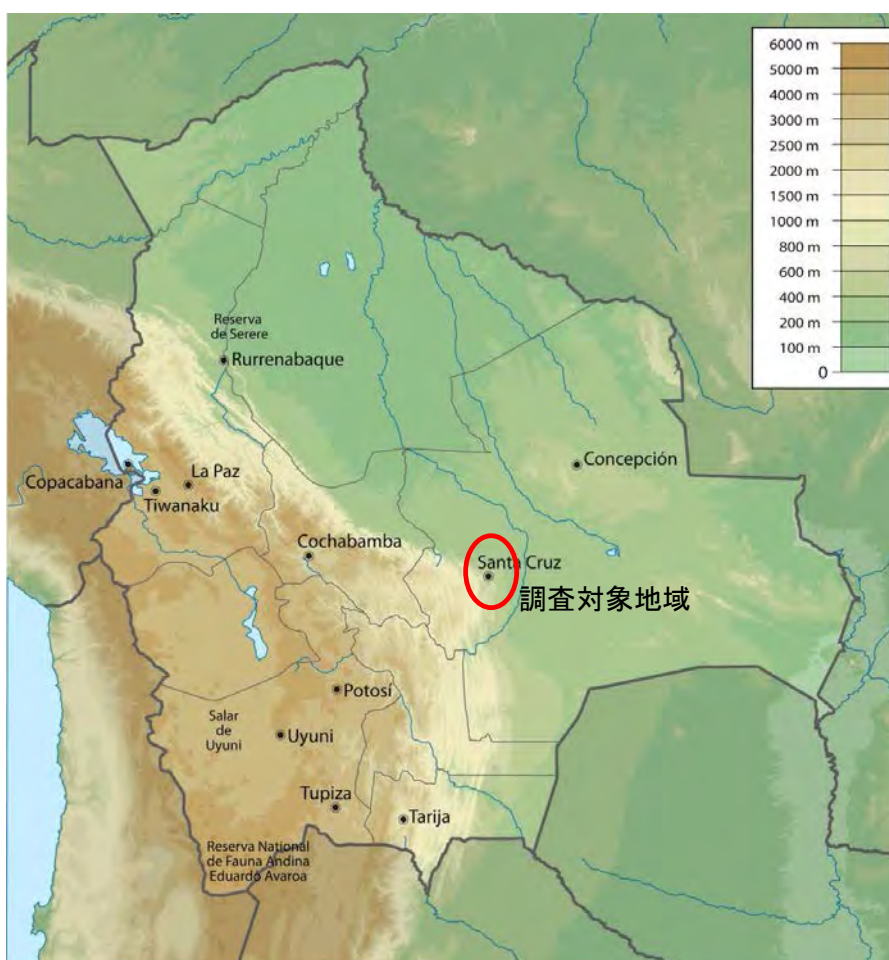 6000 m
5000 m
4000 m
3000 m
2500 m
2000 m
1500 m
1000 m
800 m
600 m
400 m
200 m
100 m
0
Reserva
de Serere
Rurrenabaque
Concepción
La Paz
Copacabana
Tiwanaku
Cochabamba
Santa Cruz
調査対象地域
Potosí
Salar
de
Uyuni
Uyuni
Tupiza
Tarija
Reserva National
de Fauna Andina
Eduardo Avaroa